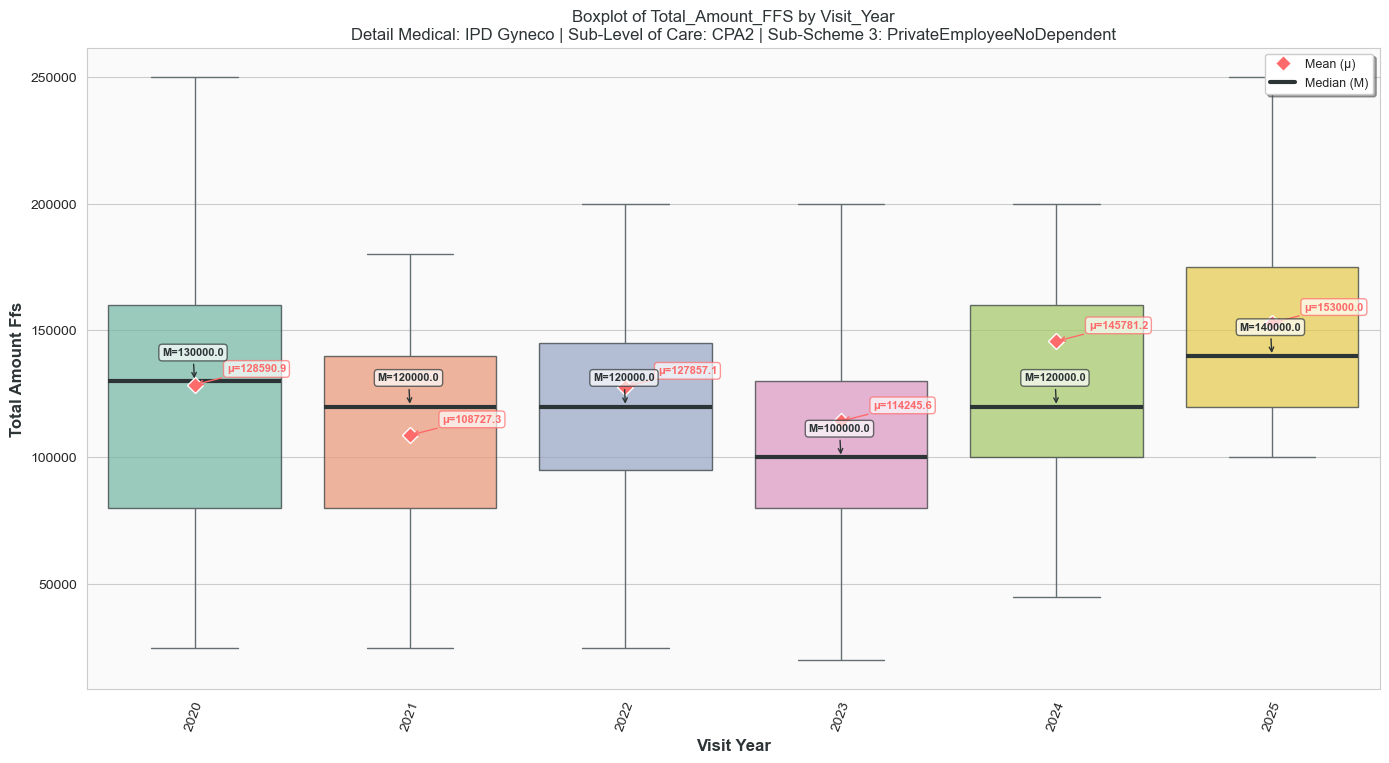 Boxplot of Total_Amount_FFS by Visit_Year
Detail Medical: IPD Gyneco | Sub-Level of Care: CPA2 | Sub-Scheme 3: PrivateEmployeeNoDependent
Mean (μ)
Median (M)
Total Amount Ffs
250000
200000
150000
100000
50000
M=130000.0
μ=128590.9
M=120000.0
μ=108727.3
M=120000.0
μ=127857.1
M=100000.0
μ=114245.6
M=120000.0
μ=145781.2
M=140000.0
μ=153000.0
2020
2021
2022
2023
2024
2025
Visit Year